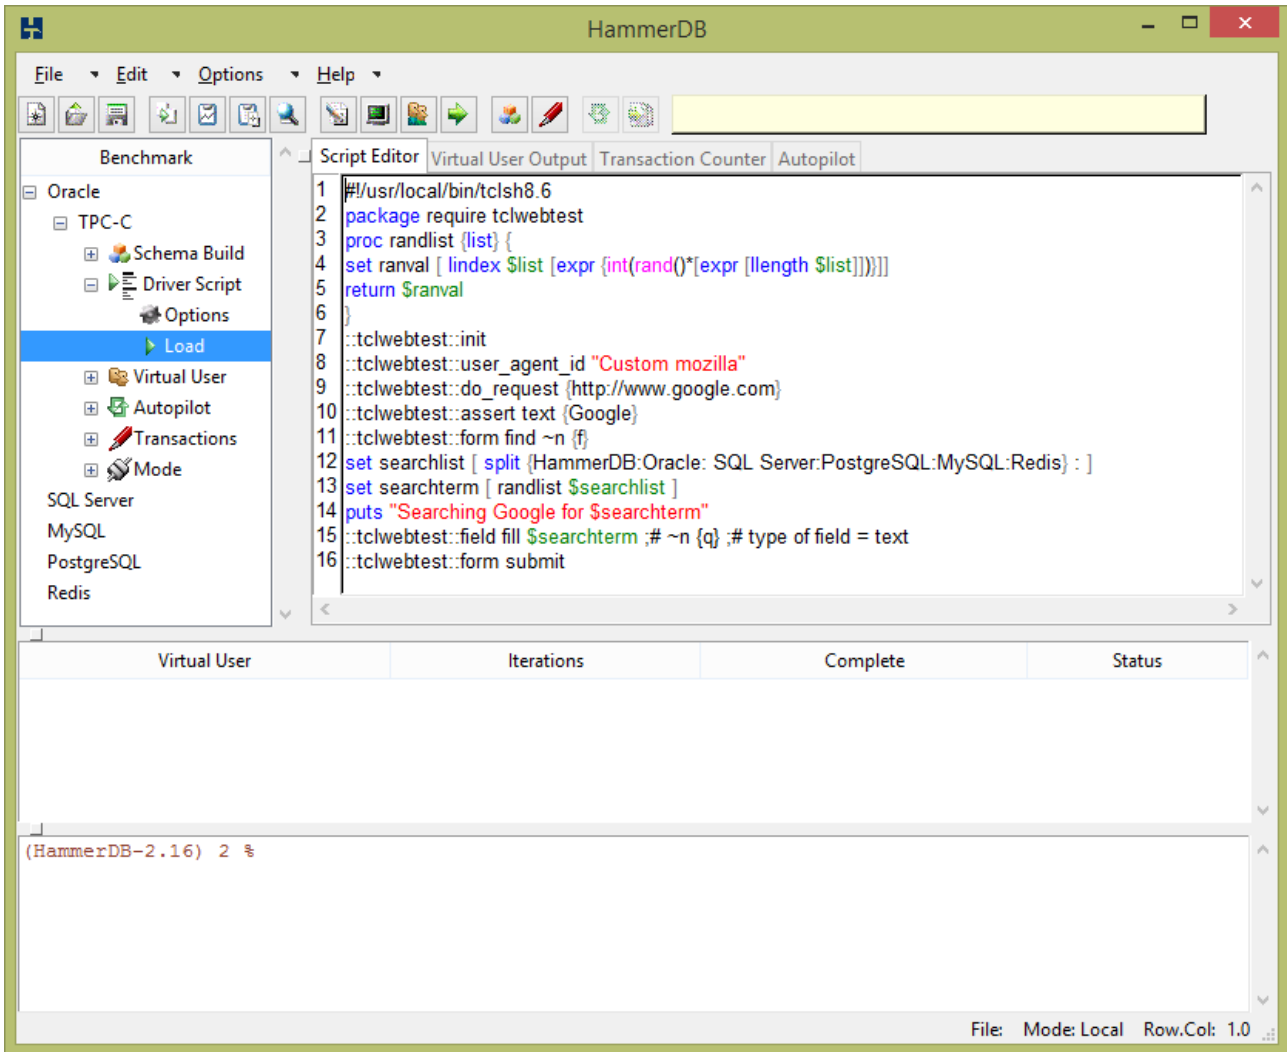 HammerDB
File Edit Options Help
Benchmark
Oracle
TPC-C
Schema Build
Driver Script
Options
Load
Virtual User
Autopilot
Transactions
Mode
SQL Server
MySQL
PostgreSQL
Redis
Script Editor Virtual User Output Transaction Counter Autopilot
1 #!/usr/local/bin/tclsh8.6
2 package require tclwebtest
3 proc randlist {list} {
4 set ranval [ lindex $list [expr {int(rand()*[expr [llength $list]])}]]
5 return $ranval
6 }
7 ::tclwebtest::init
8 ::tclwebtest::user_agent_id "Custom mozilla"
9 ::tclwebtest::do_request {http://www.google.com}
10 ::tclwebtest::assert text {Google}
11 ::tclwebtest::form find ~n {f}
12 set searchlist [ split {HammerDB:Oracle: SQL Server:PostgreSQL:MySQL:Redis} : ]
13 set searchterm [ randlist $searchlist ]
14 puts "Searching Google for $searchterm"
15 ::tclwebtest::field fill $searchterm ;# ~n {q} ;# type of field = text
16 ::tclwebtest::form submit
Virtual User Iterations Complete Status
(HammerDB-2.16) 2 %
File: Mode: Local Row.Col: 1.0